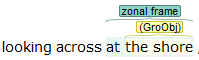 zonal frame
(GroObj)
looking across at the shore ,